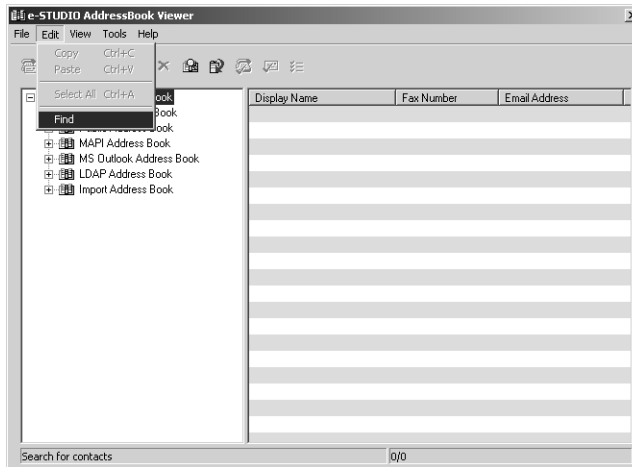 e-STUDIO AddressBook Viewer
File Edit View Tools Help
Copy Ctrl+C
Paste Ctrl+V
Select All Ctrl+A
Find
ook
Book
Book
MAPI Address Book
MS Outlook Address Book
LDAP Address Book
Import Address Book
Display Name Fax Number Email Address
Search for contacts 0/0